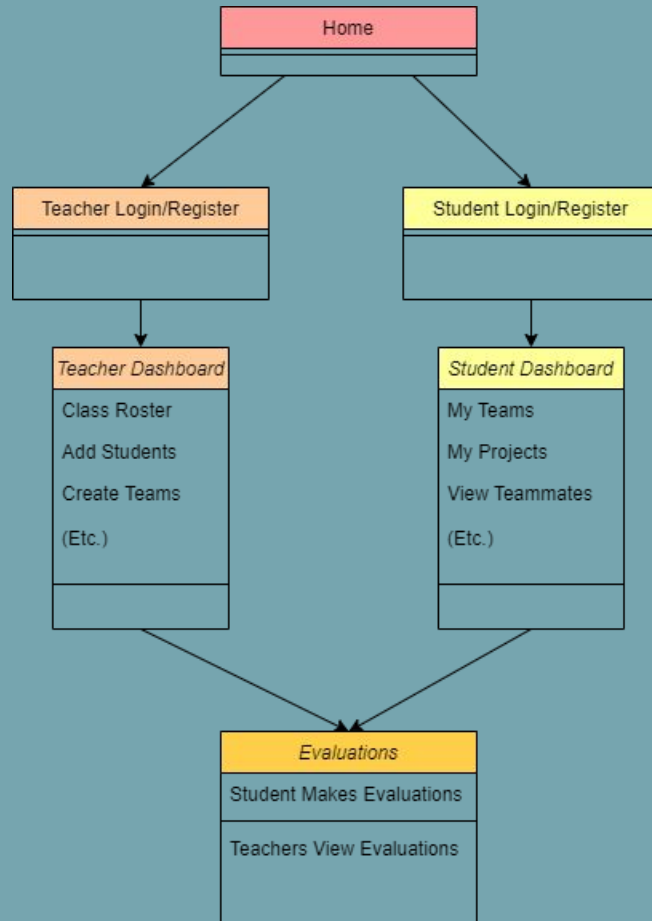 Home
Teacher Login/Register
Student Login/Register
Teacher Dashboard
Class Roster
Add Students
Create Teams
(Etc.)
Student Dashboard
My Teams
My Projects
View Teammates
(Etc.)
Evaluations
Student Makes Evaluations
Teachers View Evaluations